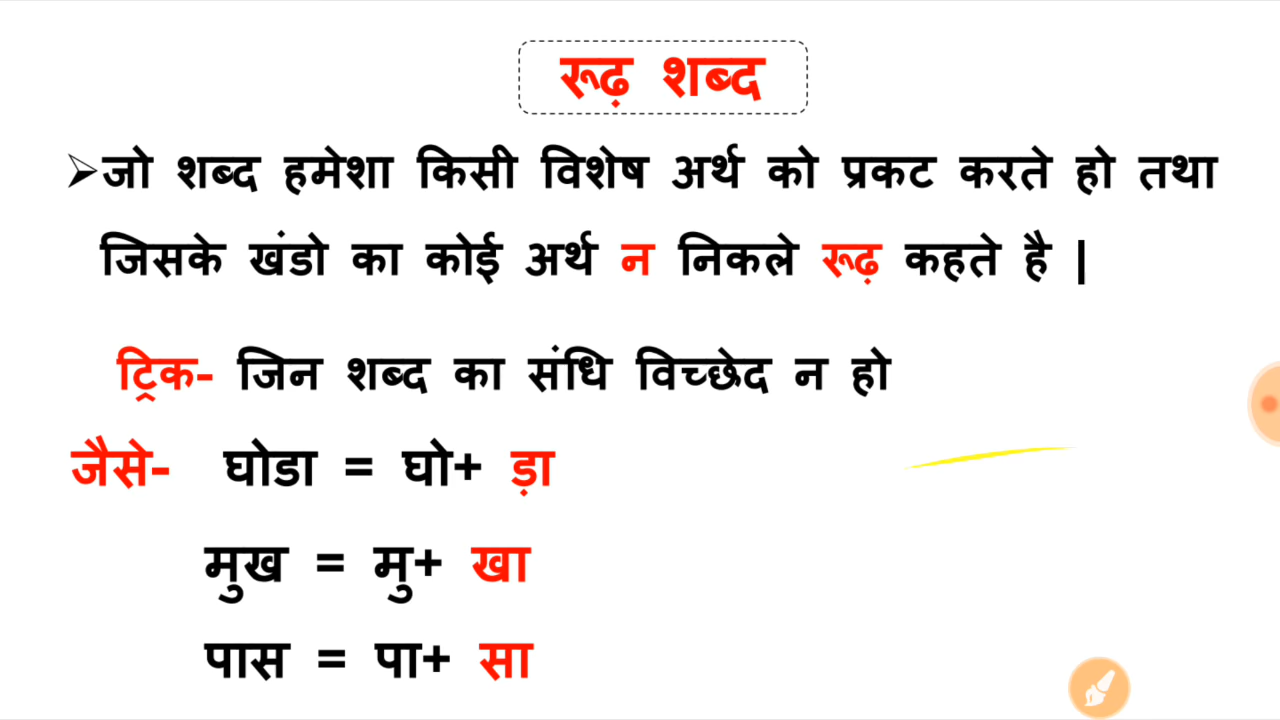 रूढ़ शब्द
➢जो शब्द हमेशा किसी विशेष अर्थ को प्रकट करते हो तथा
जिसके खंडो का कोई अर्थ न निकले रूढ़ कहते है |
ट्रिक- जिन शब्द का संधि विच्छेद न हो
जैसे- घोडा = घो+ ड़ा
मुख = मु+ खा
पास = पा+ सा